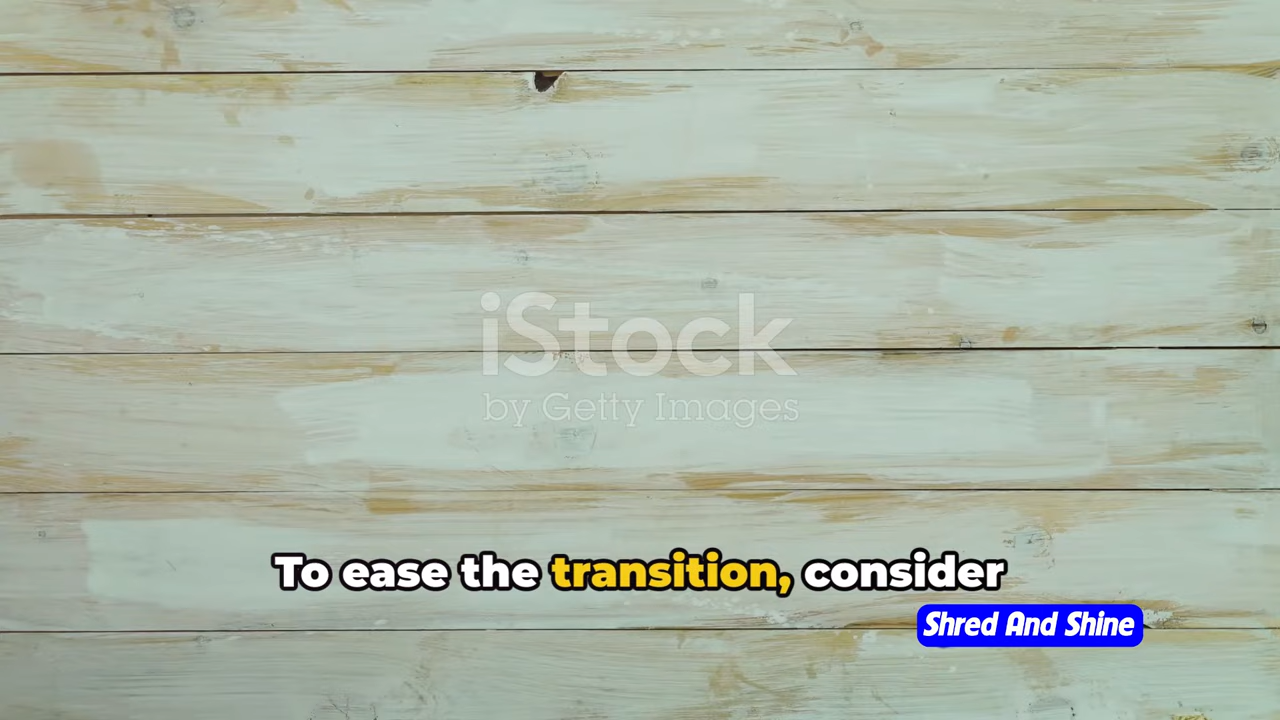 iStock
by Getty Images
To ease the transition, consider
Shred And Shine